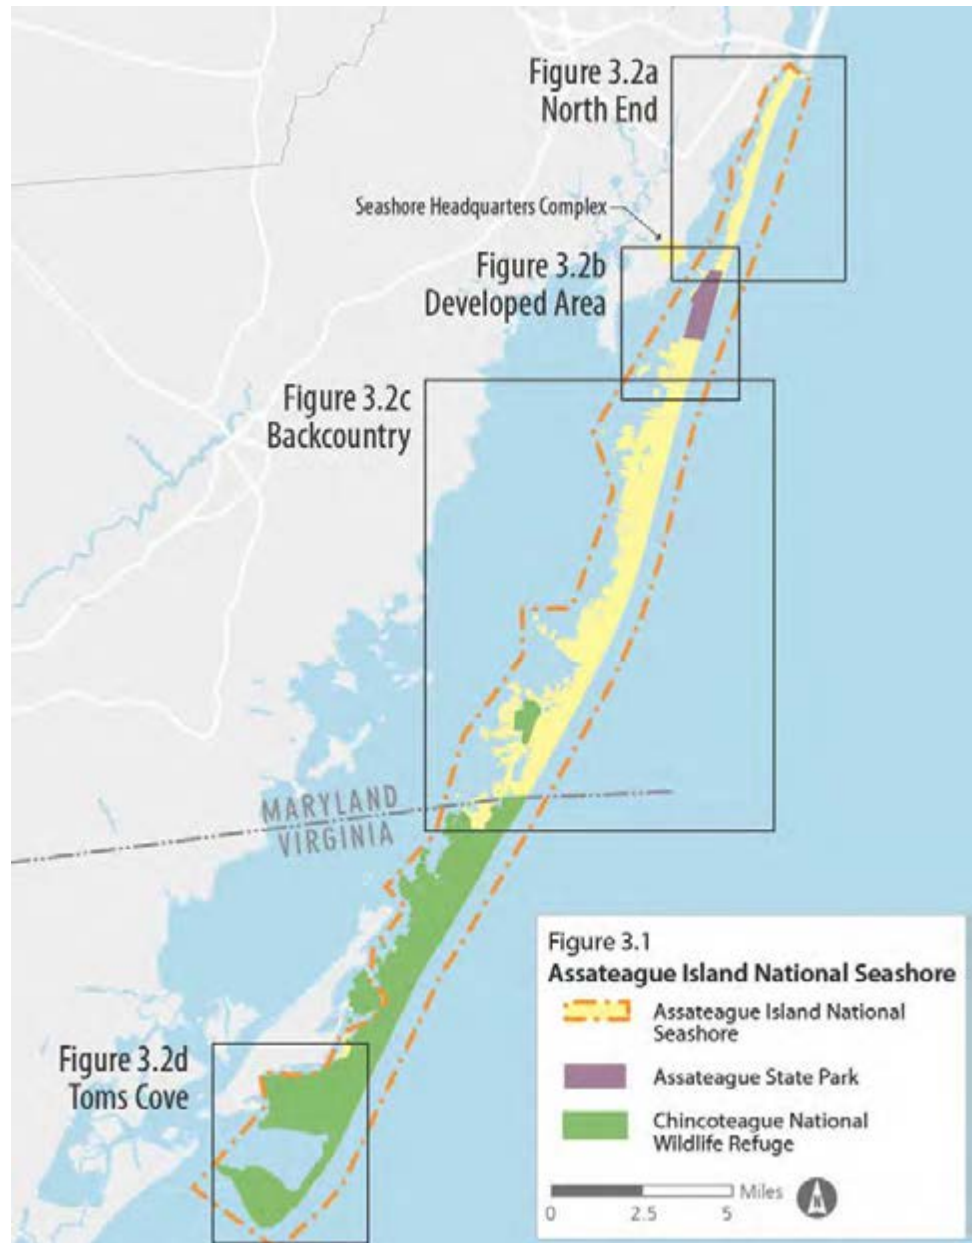 Figure 3.2a
North End
Seashore Headquarters Complex
Figure 3.2b
Developed Area
Figure 3.2c
Backcountry
MARYLAND
VIRGINIA
Figure 3.2d
Toms Cove
Figure 3.1
Assateague Island National Seashore
Assateague Island National
Seashore
Assateague State Park
Chincoteague National
Wildlife Refuge
Miles
N
0 2.5 5